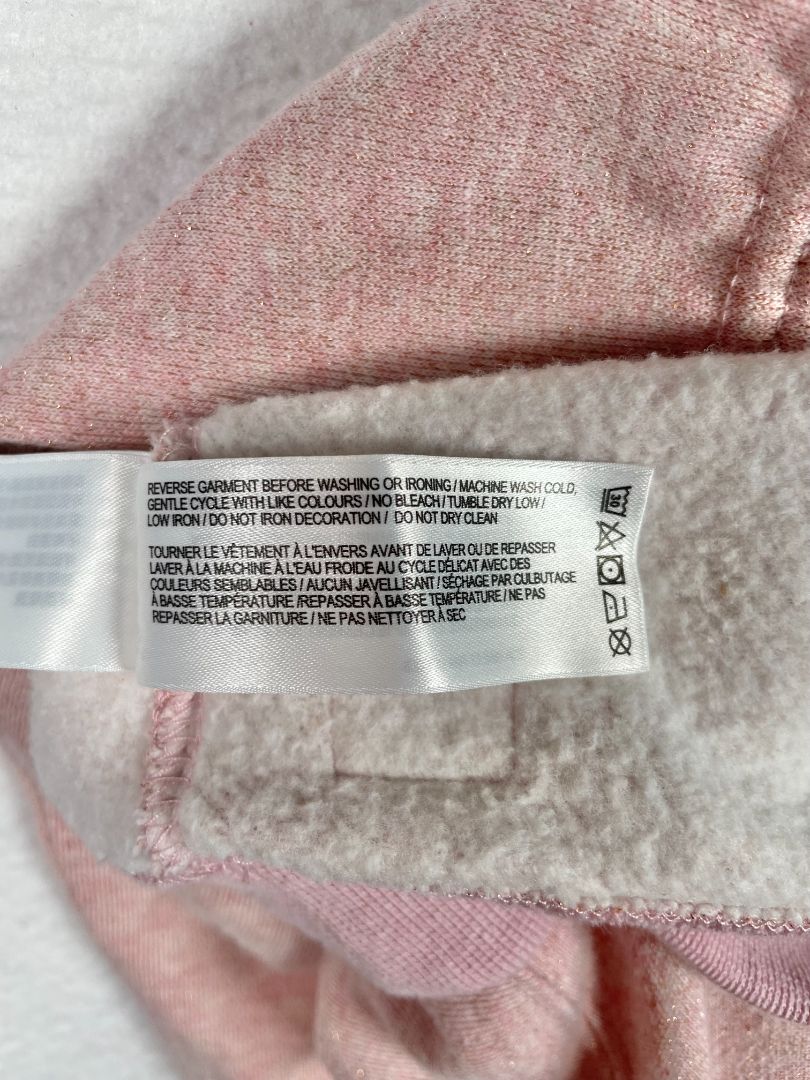 REVERSE GARMENT BEFORE WASHING OR IRONING / MACHINE WASH COLD,
GENTLE CYCLE WITH LIKE COLOURS / NO BLEACH / TUMBLE DRY LOW /
LOW IRON / DO NOT IRON DECORATION / DO NOT DRY CLEAN
TOURNER LE VÊTEMENT À L'ENVERS AVANT DE LAVER OU DE REPASSER
LAVER À LA MACHINE À L'EAU FROIDE AU CYCLE DÉLICAT AVEC DES
COULEURS SEMBLABLES / AUCUN JAVELLISANT / SÉCHAGE PAR CULBUTAGE
À BASSE TEMPÉRATURE /REPASSER À BASSE TEMPÉRATURE / NE PAS
REPASSER LA GARNITURE / NE PAS NETTOYER À SEC
30